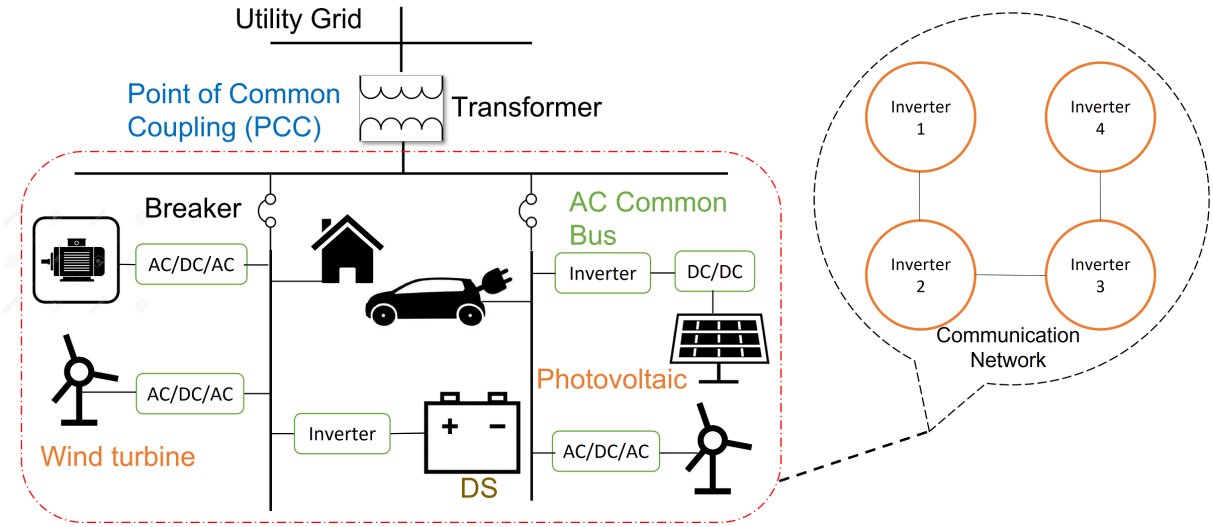 Utility Grid
Point of Common
Coupling (PCC)
Transformer
Breaker
AC Common
Bus
AC/DC/AC
Inverter
DC/DC
AC/DC/AC
Photovoltaic
Wind turbine
Inverter
+ −
DS
AC/DC/AC
Inverter
1
Inverter
4
Inverter
2
Inverter
3
Communication
Network